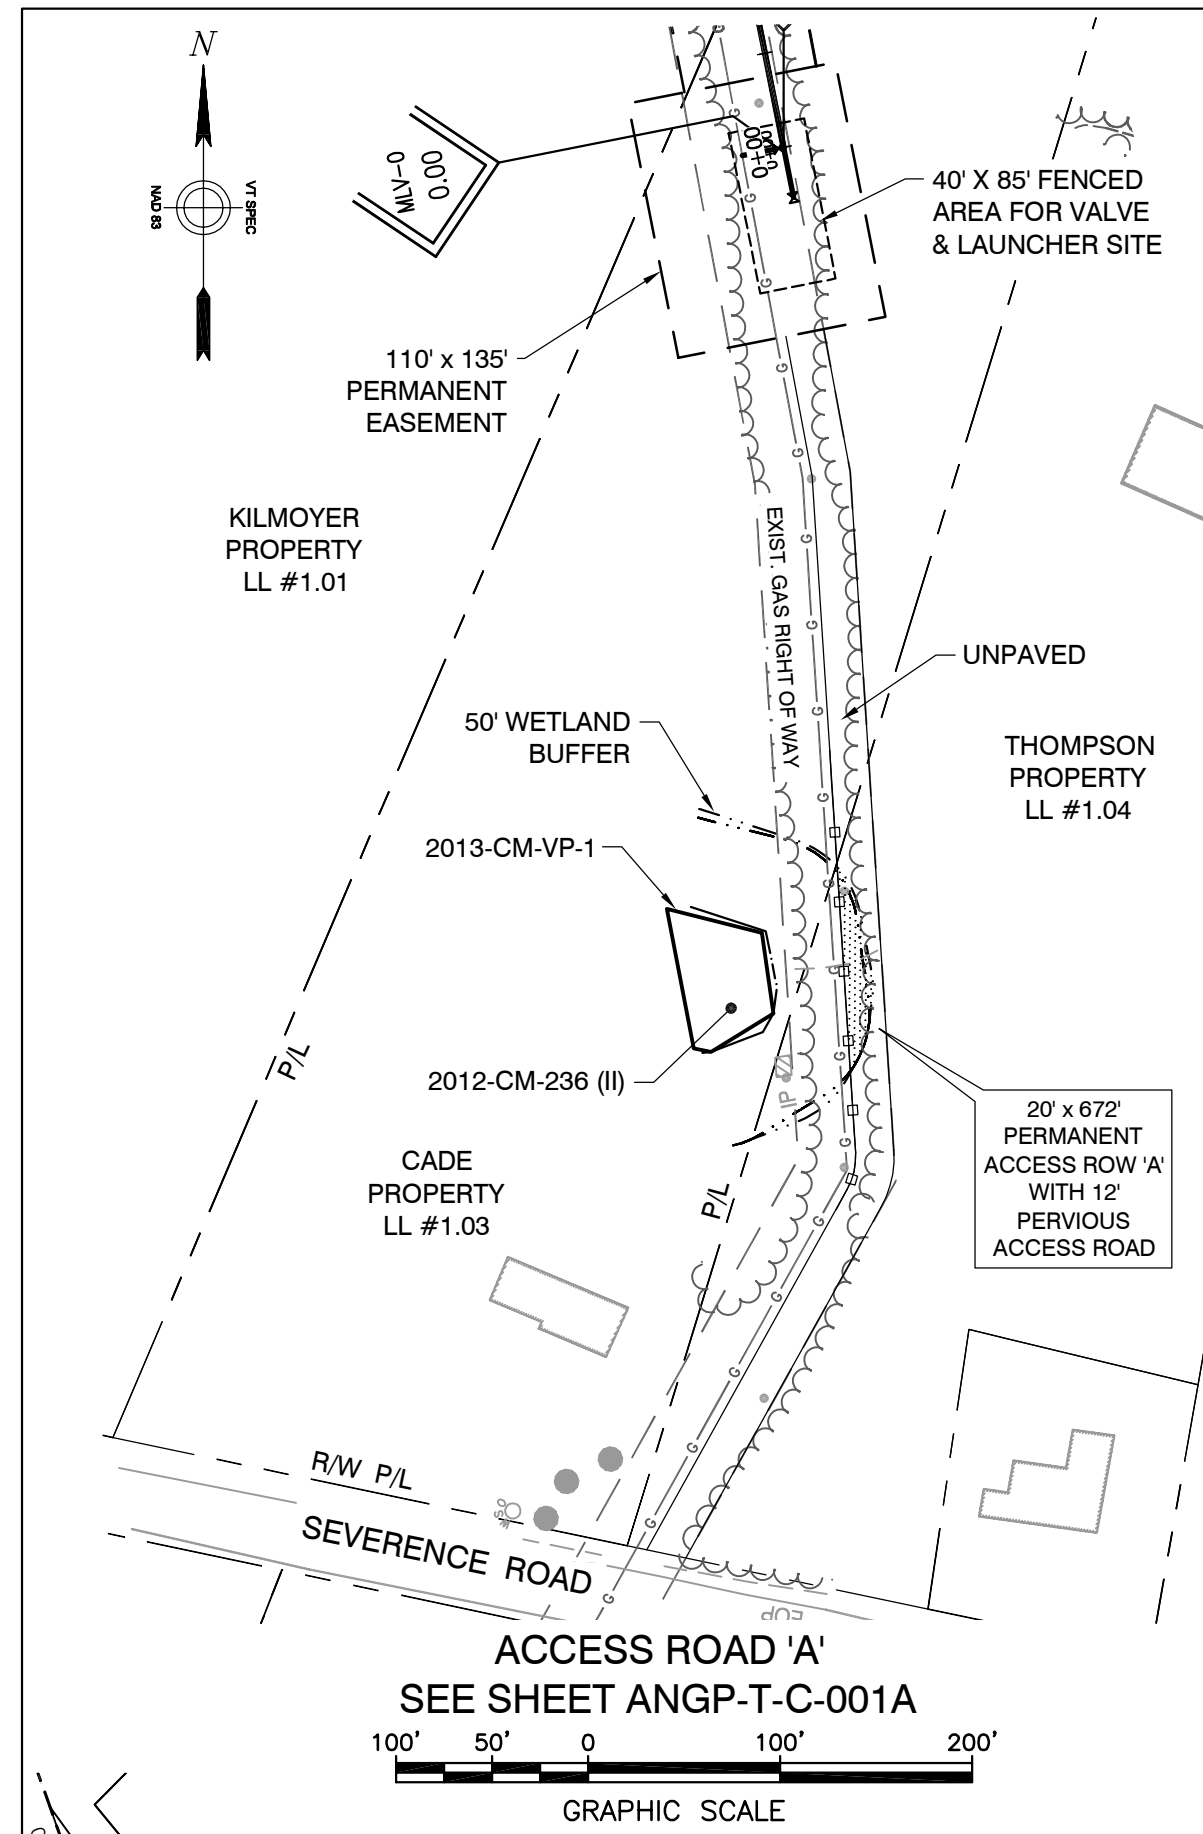 N
NAD 83
VT SPEC
MLV-0
0.00
0+00
40' X 85' FENCED
AREA FOR VALVE
& LAUNCHER SITE
110' x 135'
PERMANENT
EASEMENT
KILMOYER
PROPERTY
LL #1.01
EXIST. GAS RIGHT OF WAY
UNPAVED
50' WETLAND
BUFFER
THOMPSON
PROPERTY
LL #1.04
2013-CM-VP-1
2012-CM-236 (II)
P/L
IP
20' x 672'
PERMANENT
ACCESS ROW 'A'
WITH 12'
PERVIOUS
ACCESS ROAD
CADE
PROPERTY
LL #1.03
P/L
R/W P/L
SEVERENCE ROAD
EOP
G G G G G G G G G G G G G G G G G G G G G
ACCESS ROAD 'A'
SEE SHEET ANGP-T-C-001A
100' 50' 0 100' 200'
GRAPHIC SCALE